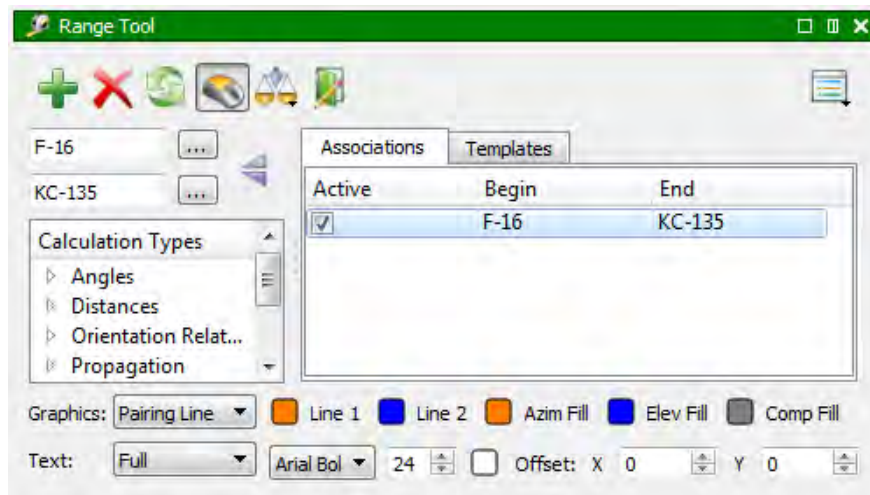 Range Tool
F-16 ...
KC-135 ...
Associations Templates
Active Begin End
F-16 KC-135
Calculation Types
Angles
Distances
Orientation Relat...
Propagation
Graphics: Pairing Line Line 1 Line 2 Azim Fill Elev Fill Comp Fill
Text: Full Arial Bol 24 Offset: X 0 Y 0